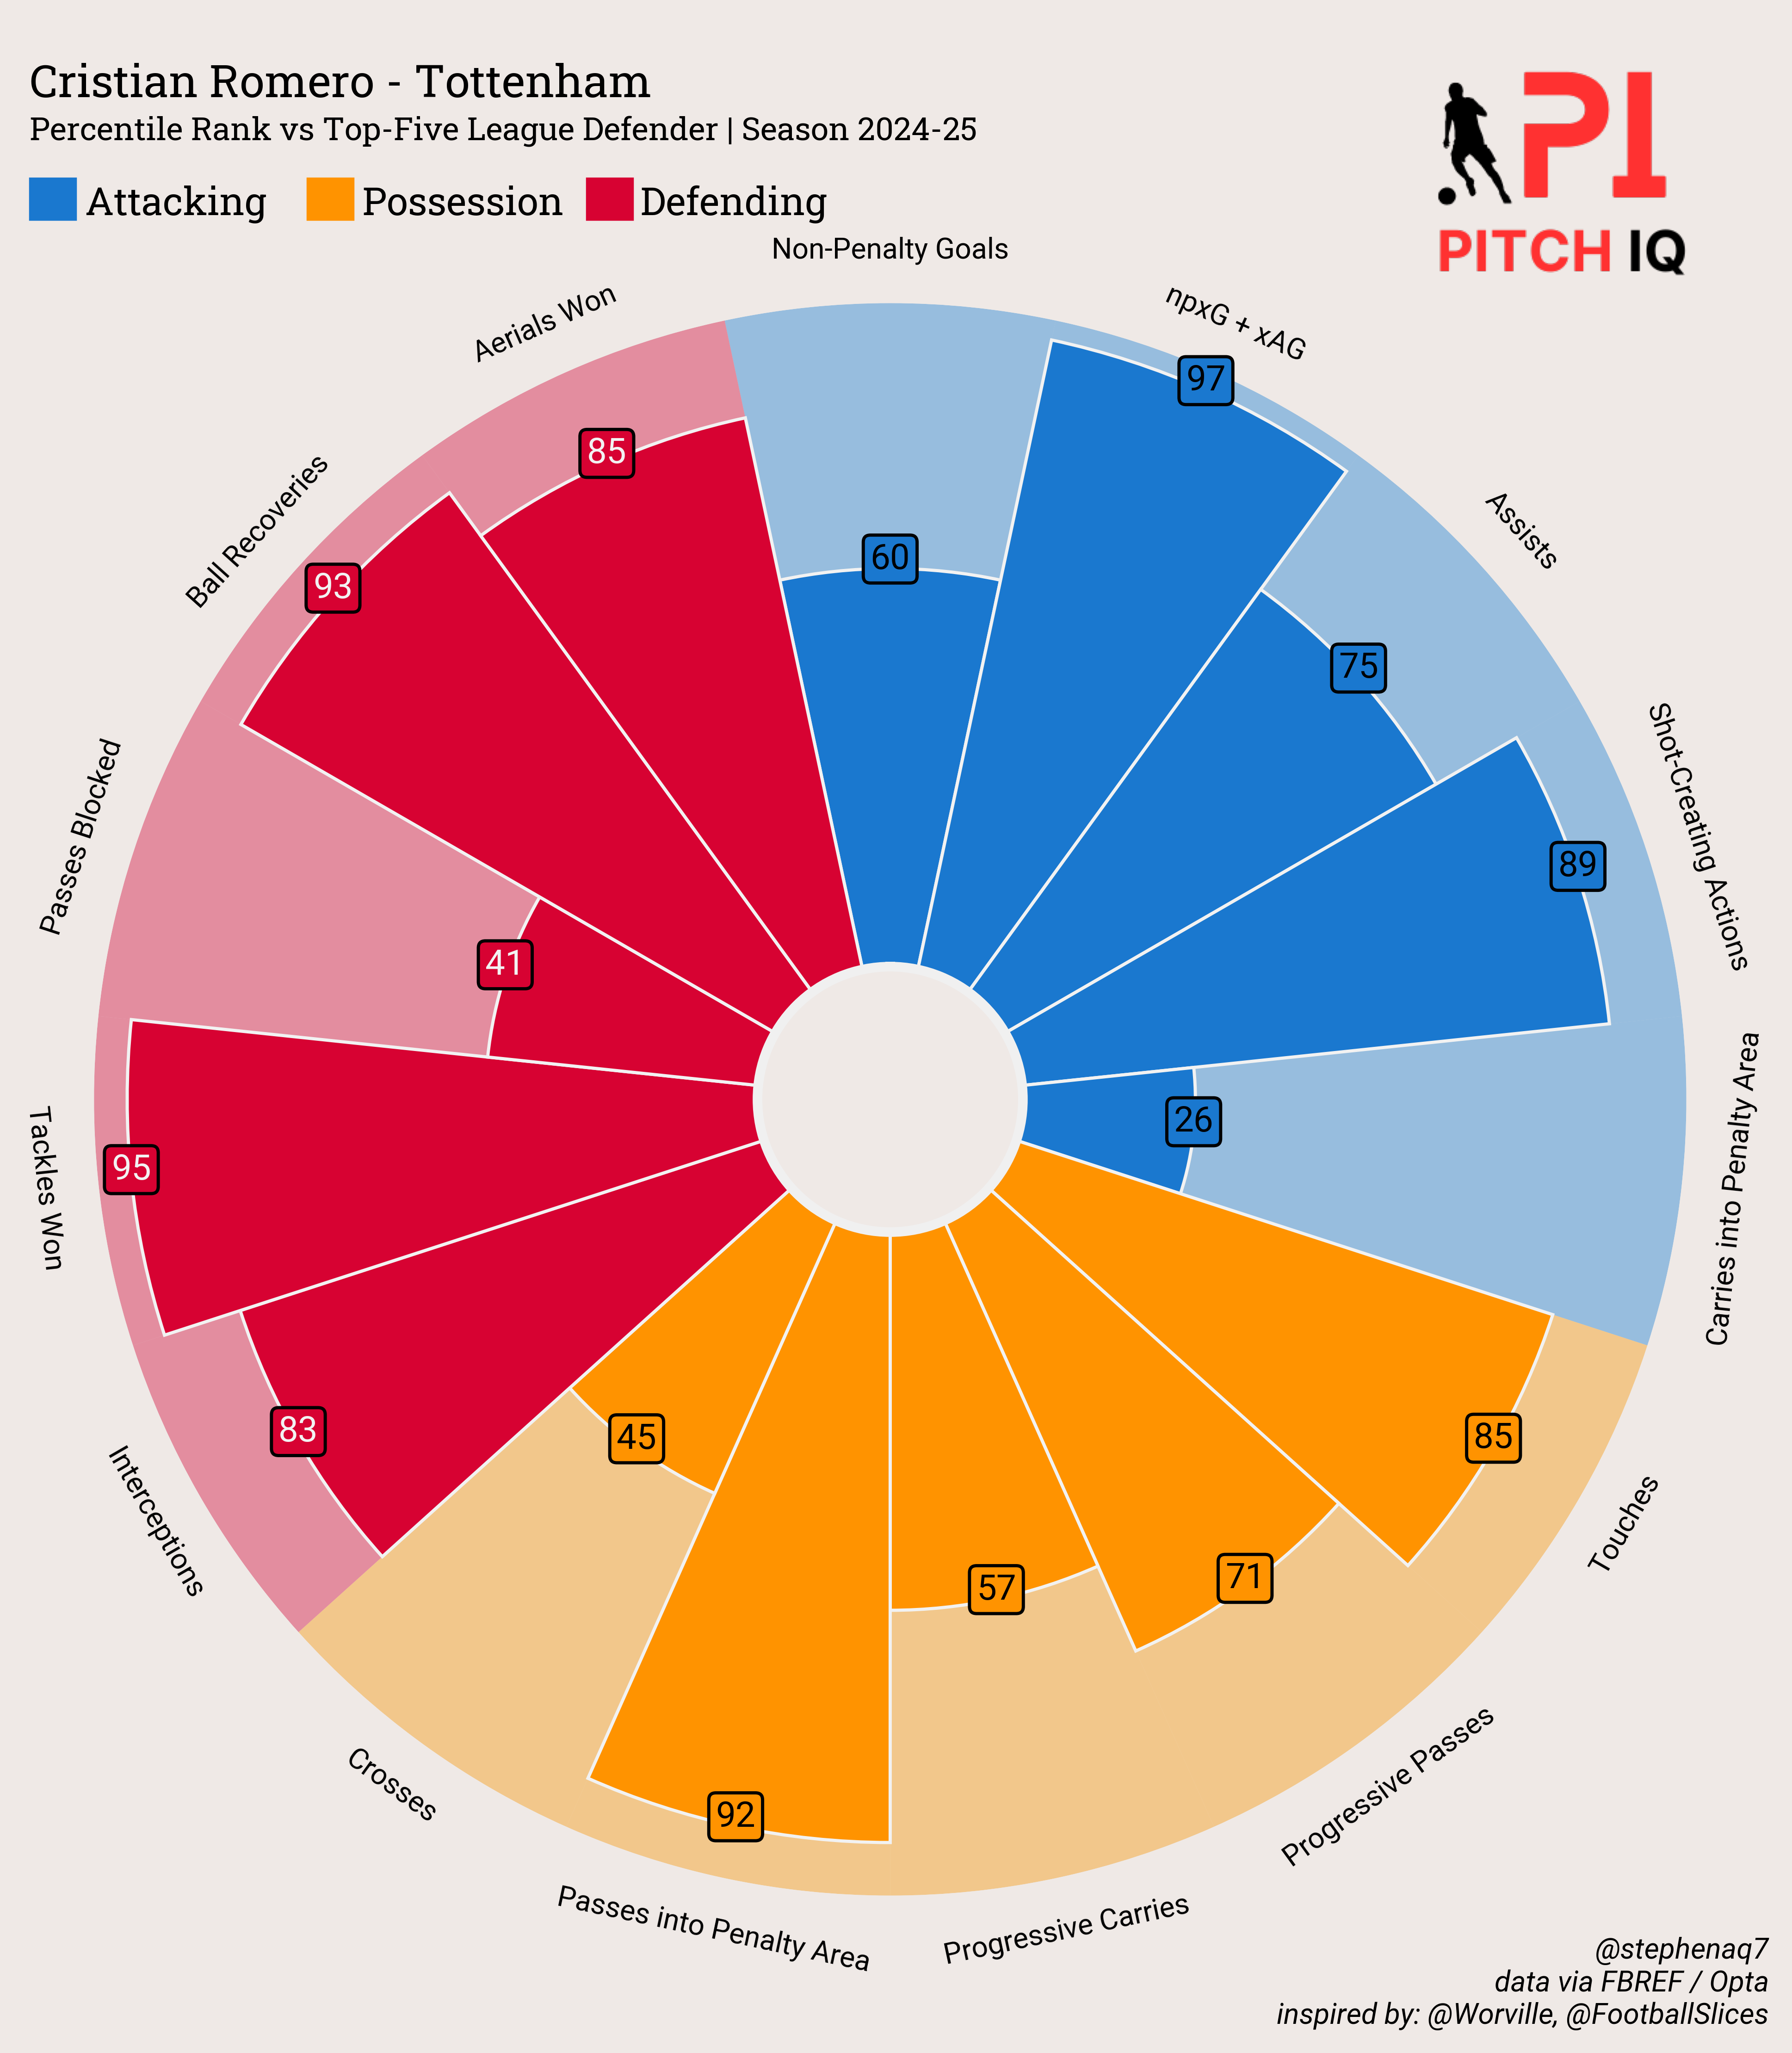 Cristian Romero - Tottenham
Percentile Rank vs Top-Five League Defender | Season 2024-25
Attacking
Possession
Defending
PI
PITCH IQ
Non-Penalty Goals
60
npxG + xAG
97
Assists
75
Shot-Creating Actions
89
Carries into Penalty Area
26
Touches
85
Progressive Passes
71
Progressive Carries
57
Passes into Penalty Area
92
Crosses
45
Interceptions
83
Tackles Won
95
Passes Blocked
41
Ball Recoveries
93
Aerials Won
85
@stephenaq7
data via FBREF / Opta
inspired by: @Worville, @FootballSlices